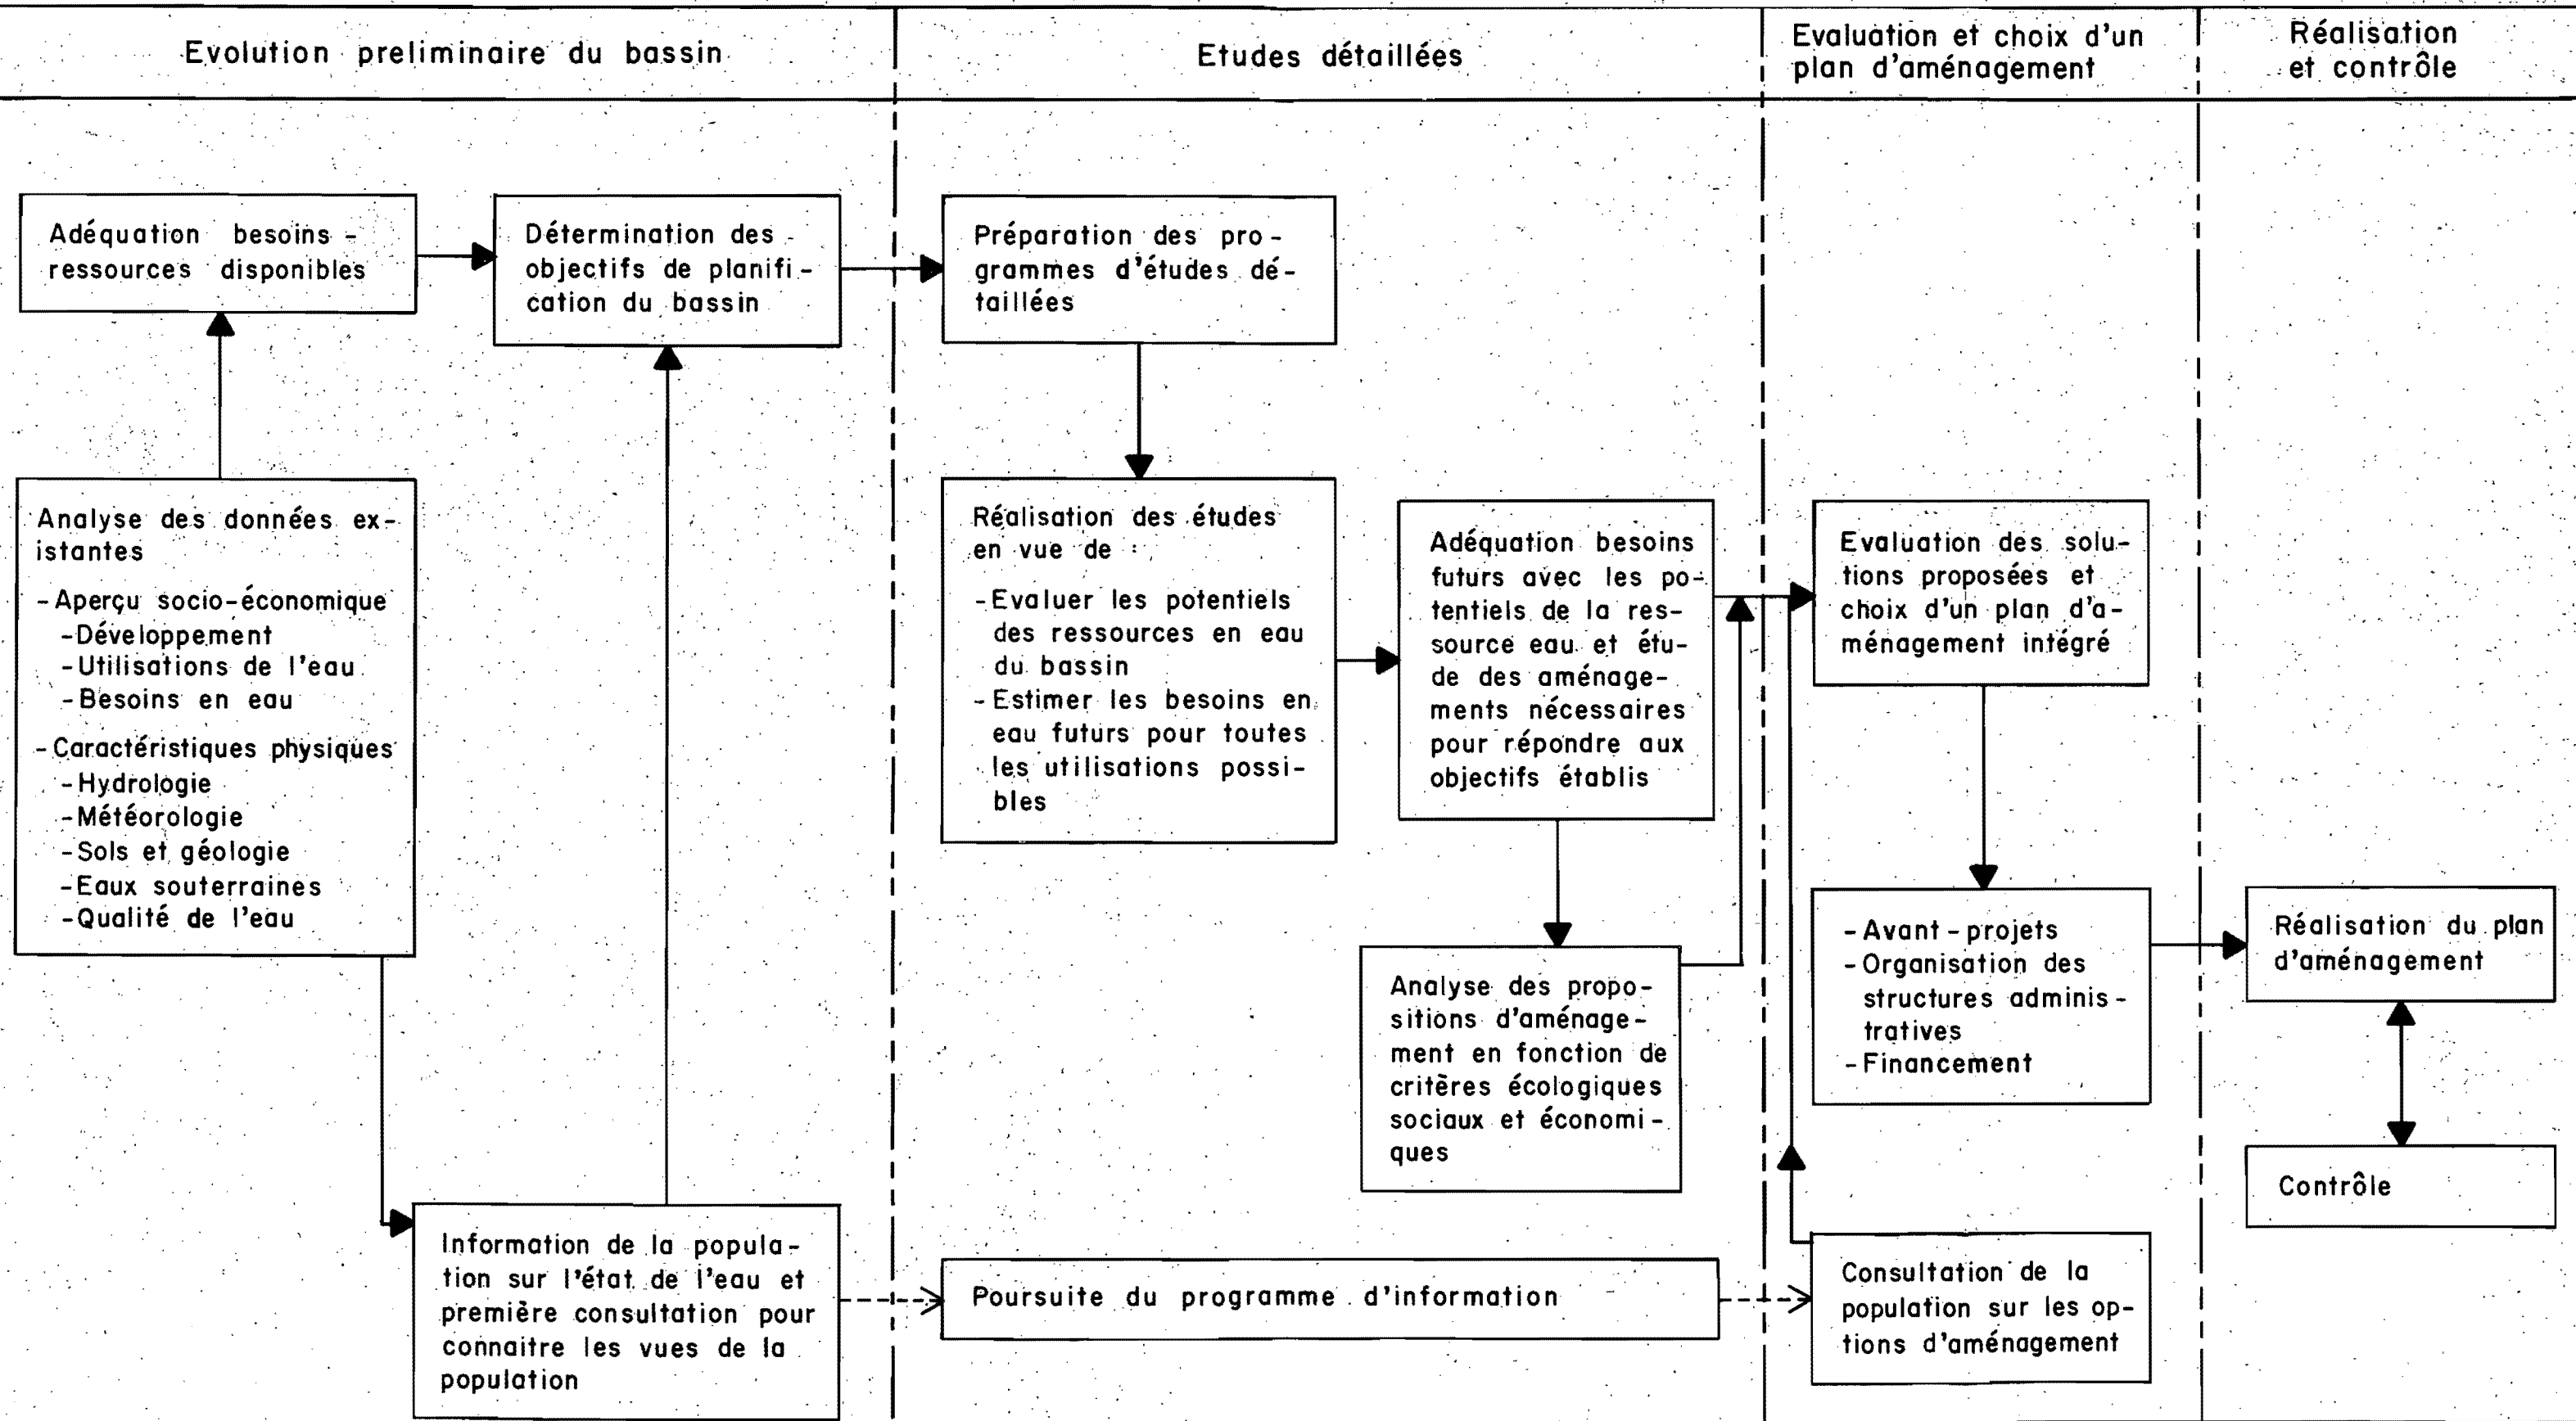 Evolution preliminaire du bassin
Etudes détaillées
Evaluation et choix d'un
plan d'aménagement
Réalisation
et contrôle
Adéquation besoins -
ressources disponibles
Détermination des
objectifs de planifi -
cation du bassin
Préparation des pro -
grammes d'études dé -
taillées
Analyse des données ex -
istantes
- Aperçu socio-économique
- Développement
- Utilisations de l'eau
- Besoins en eau
- Caractéristiques physiques
- Hydrologie
- Météorologie
- Sols et géologie
- Eaux souterraines
- Qualité de l'eau
Réalisation des études
en vue de :
- Evaluer les potentiels
des ressources en eau
du bassin
- Estimer les besoins en
eau futurs pour toutes
les utilisations possi -
bles
Adéquation besoins
futurs avec les po -
tentiels de la res -
source eau et étu -
de des aménage -
ments nécessaires
pour répondre aux
objectifs établis
Evaluation des solu -
tions proposées et
choix d'un plan d'a -
ménagement intégré
Analyse des propo -
sitions d'aménage -
ment en fonction de
critères écologiques
sociaux et économi -
ques
- Avant - projets
- Organisation des
structures adminis -
tratives
- Financement
Réalisation du plan
d'aménagement
Contrôle
Information de la popula -
tion sur l'état de l'eau et
première consultation pour
connaitre les vues de la
population
Poursuite du programme d'information
Consultation de la
population sur les op -
tions d'aménagement